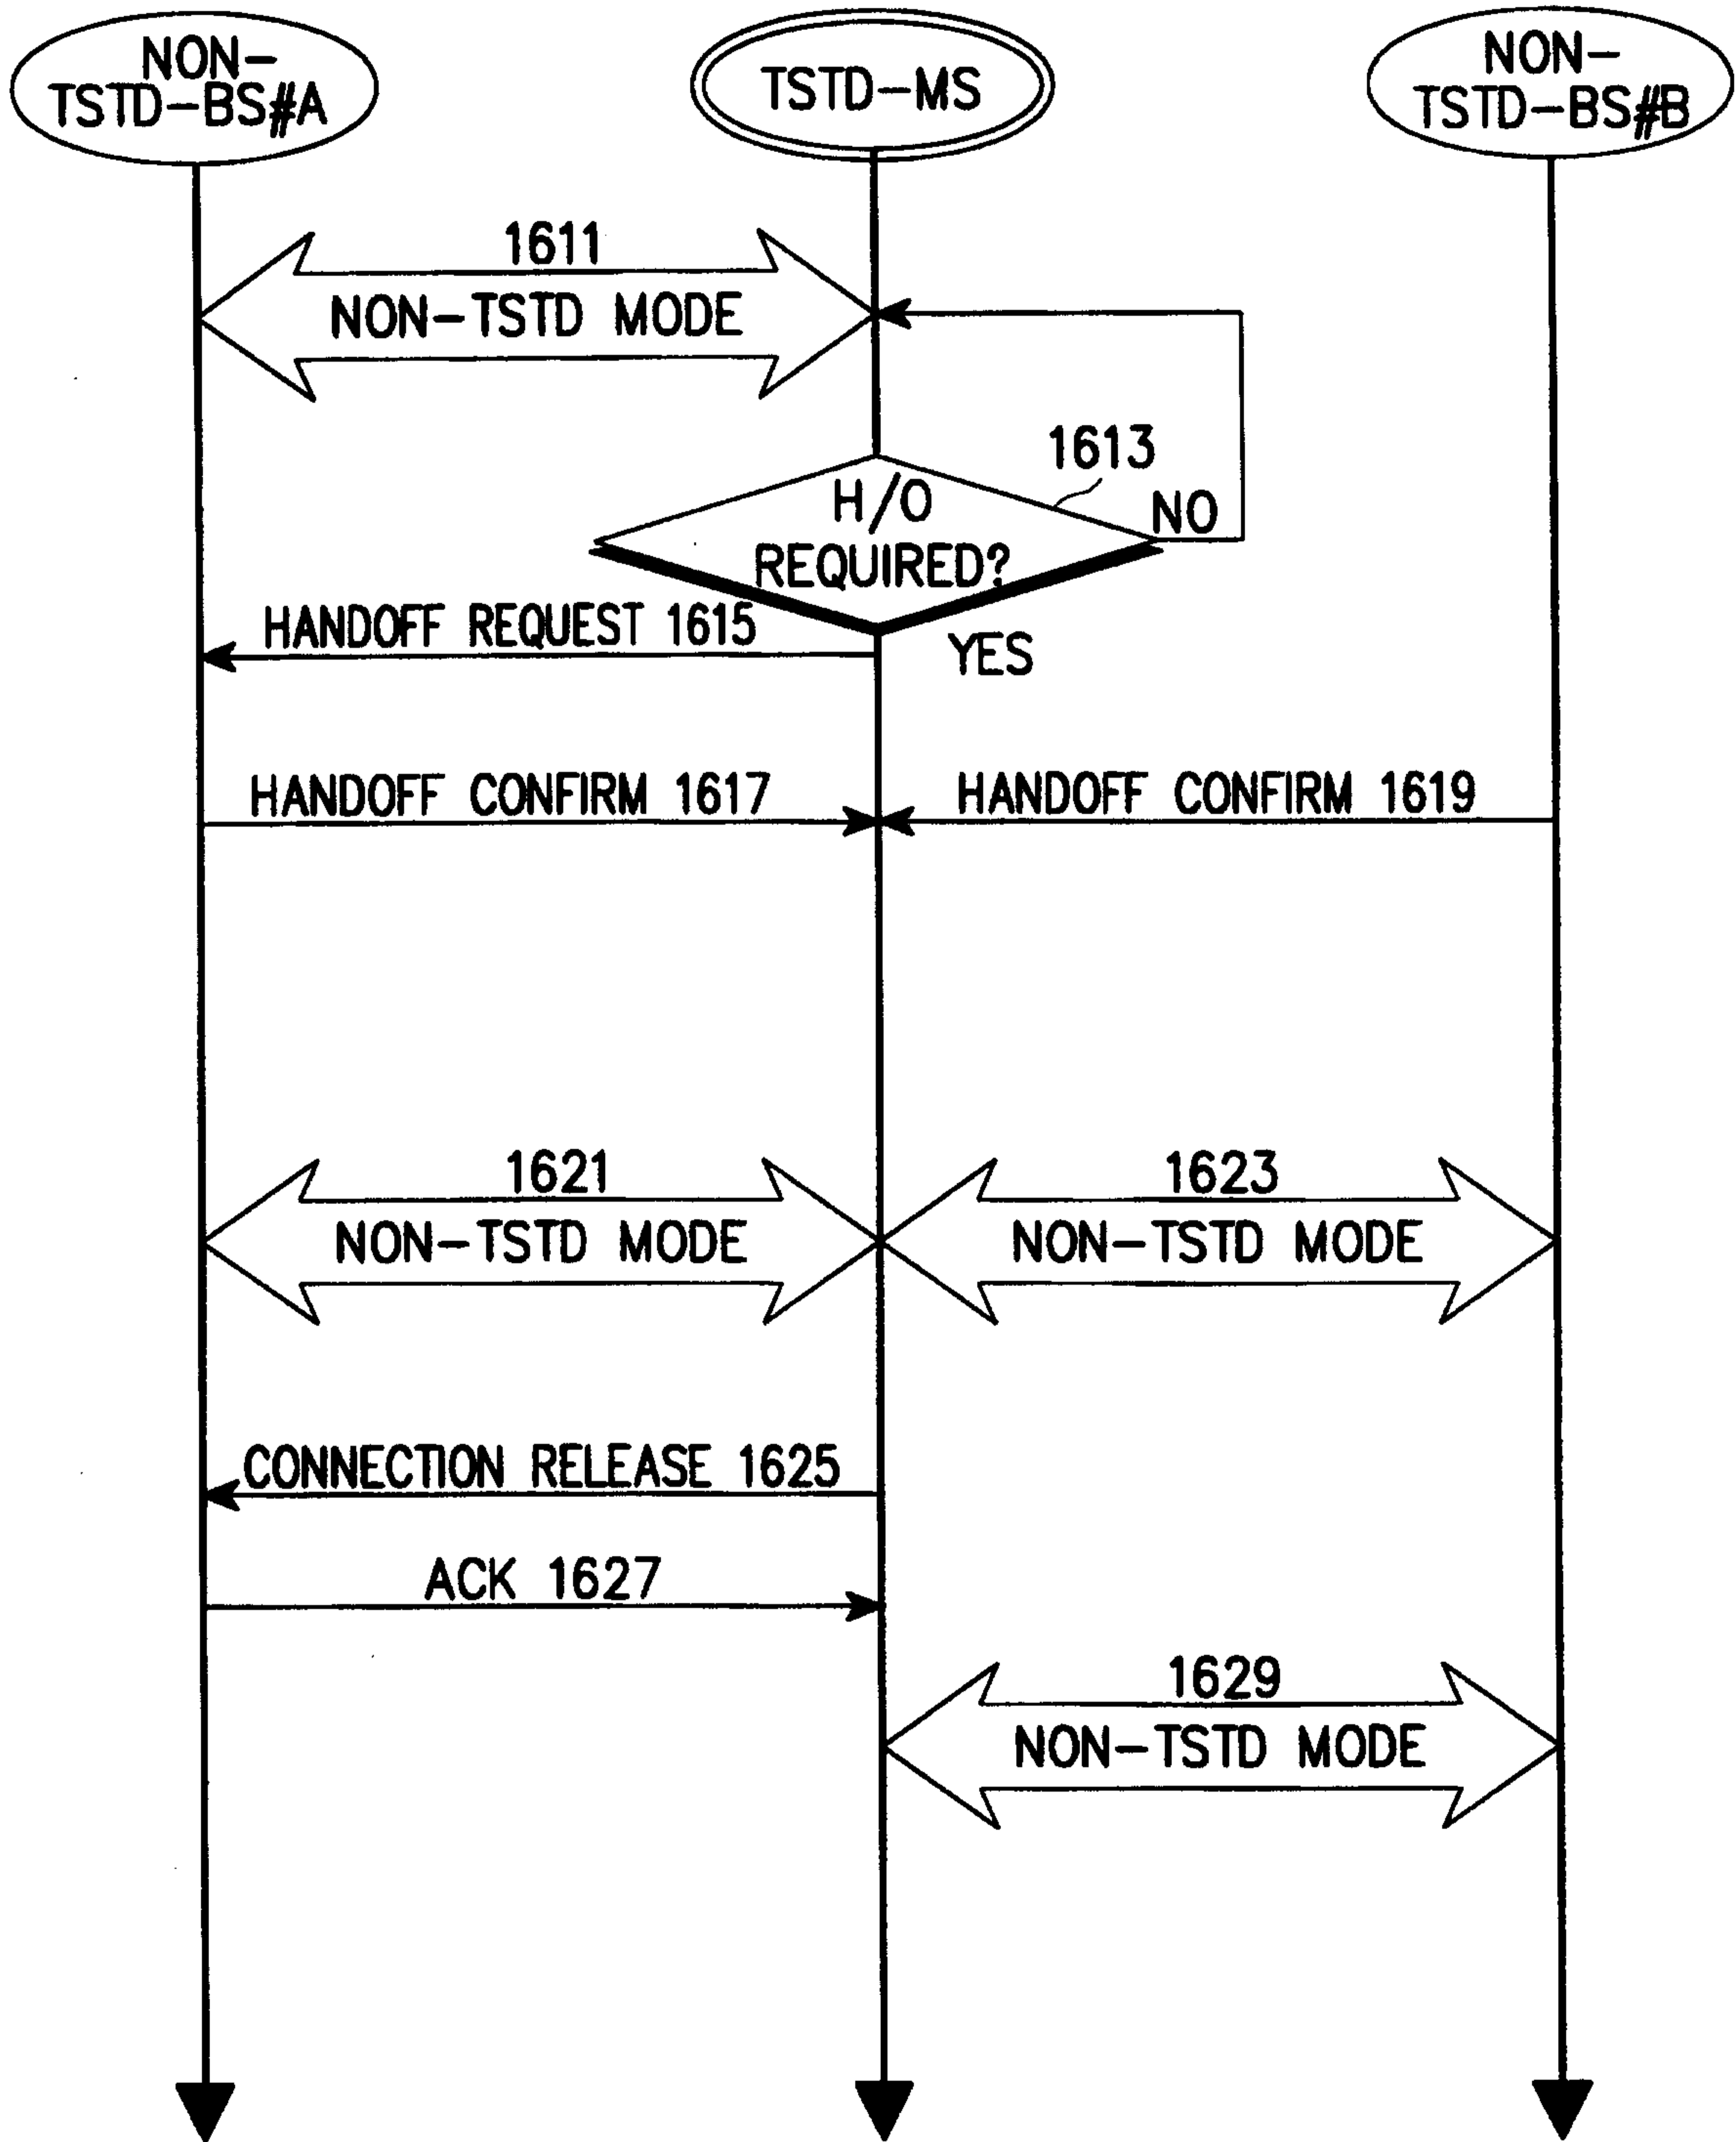 NON-
TSTD-BS#A
TSTD-MS
NON-
TSTD-BS#B
1611
NON-TSTD MODE
1613
H/O
REQUIRED?
NO
YES
HANDOFF REQUEST 1615
HANDOFF CONFIRM 1617
HANDOFF CONFIRM 1619
1621
NON-TSTD MODE
1623
NON-TSTD MODE
CONNECTION RELEASE 1625
ACK 1627
1629
NON-TSTD MODE